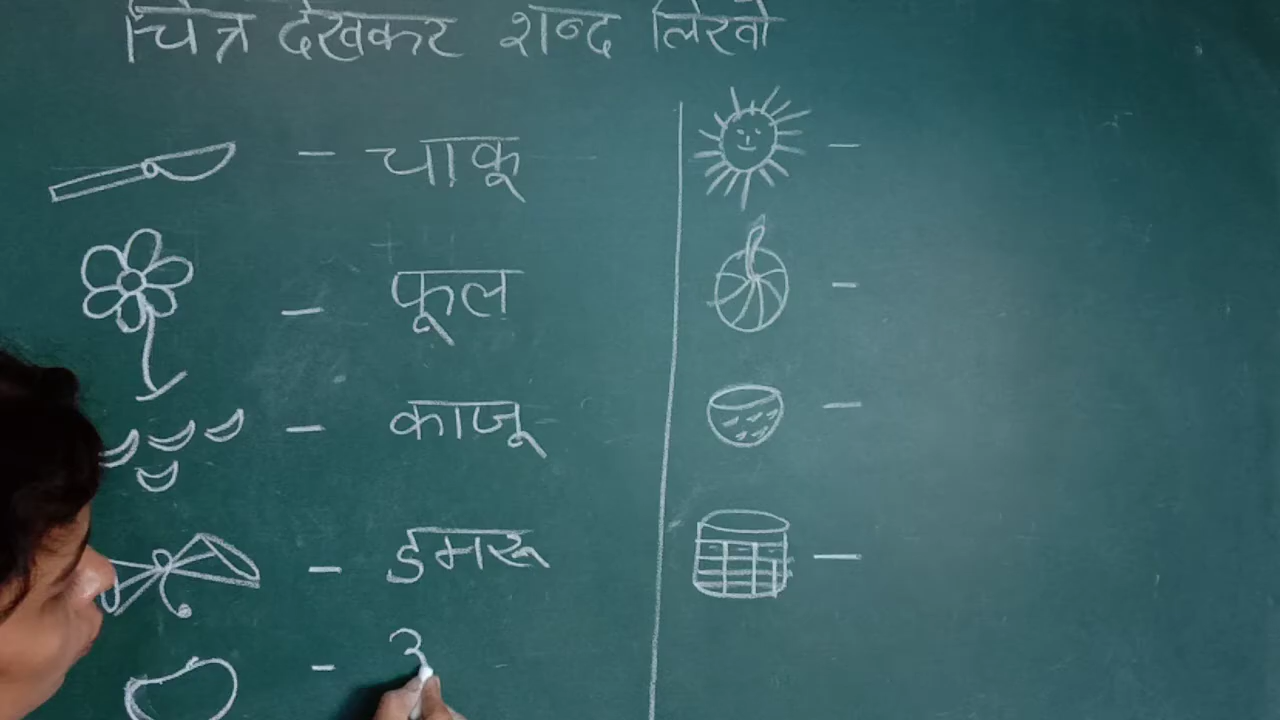 चित्र देखकर शब्द लिखो
– चाकू
– फूल
– काजू
– डमरू
–
–
–
–
–